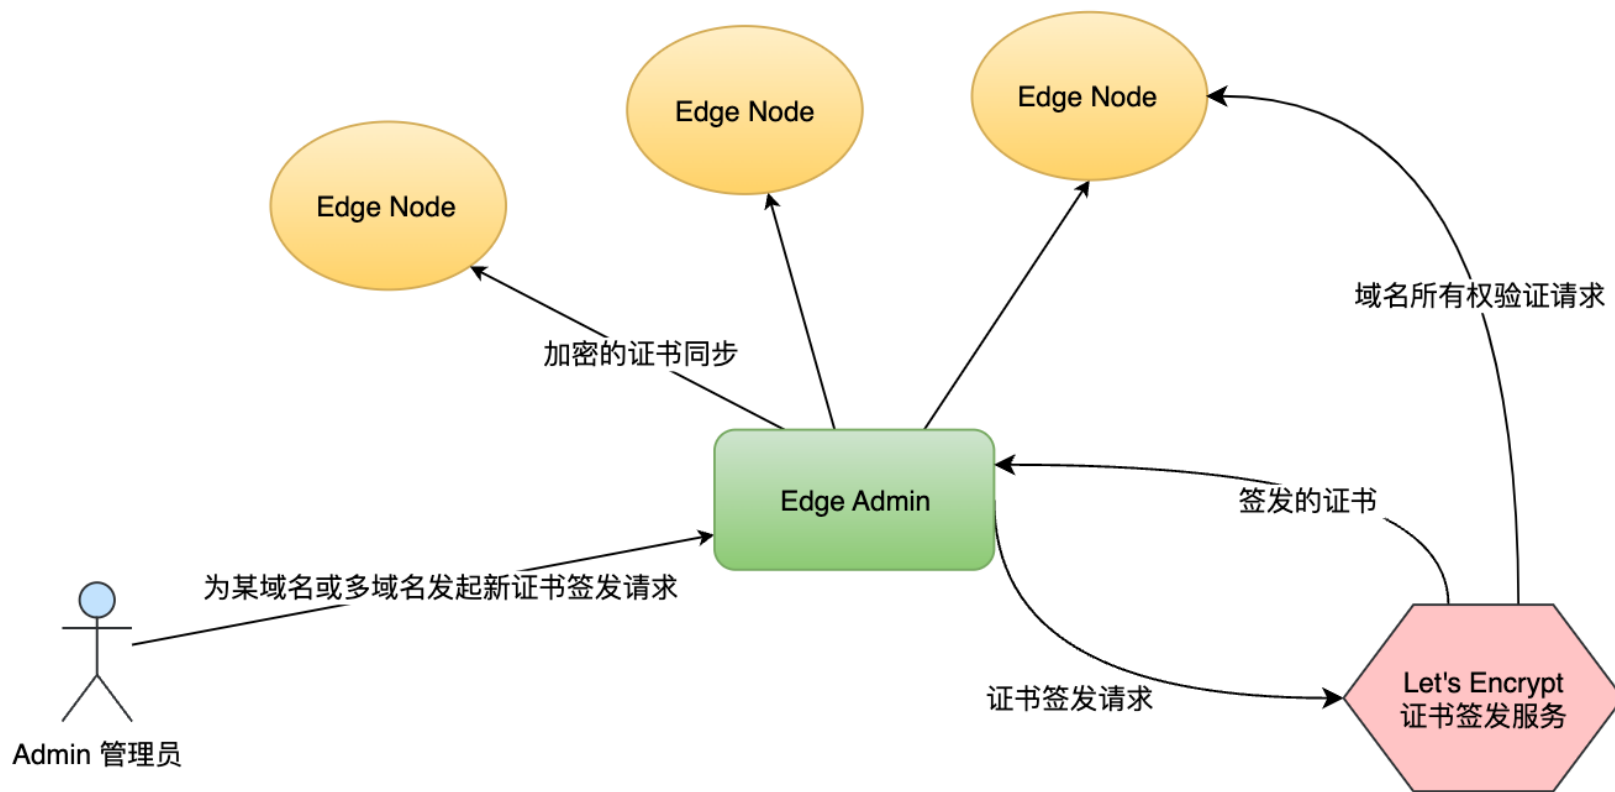 Edge Node
Edge Node
Edge Node
域名所有权验证请求
加密的证书同步
Edge Admin
签发的证书
为某域名或多域名发起新证书签发请求
证书签发请求
Let's Encrypt
证书签发服务
Admin 管理员